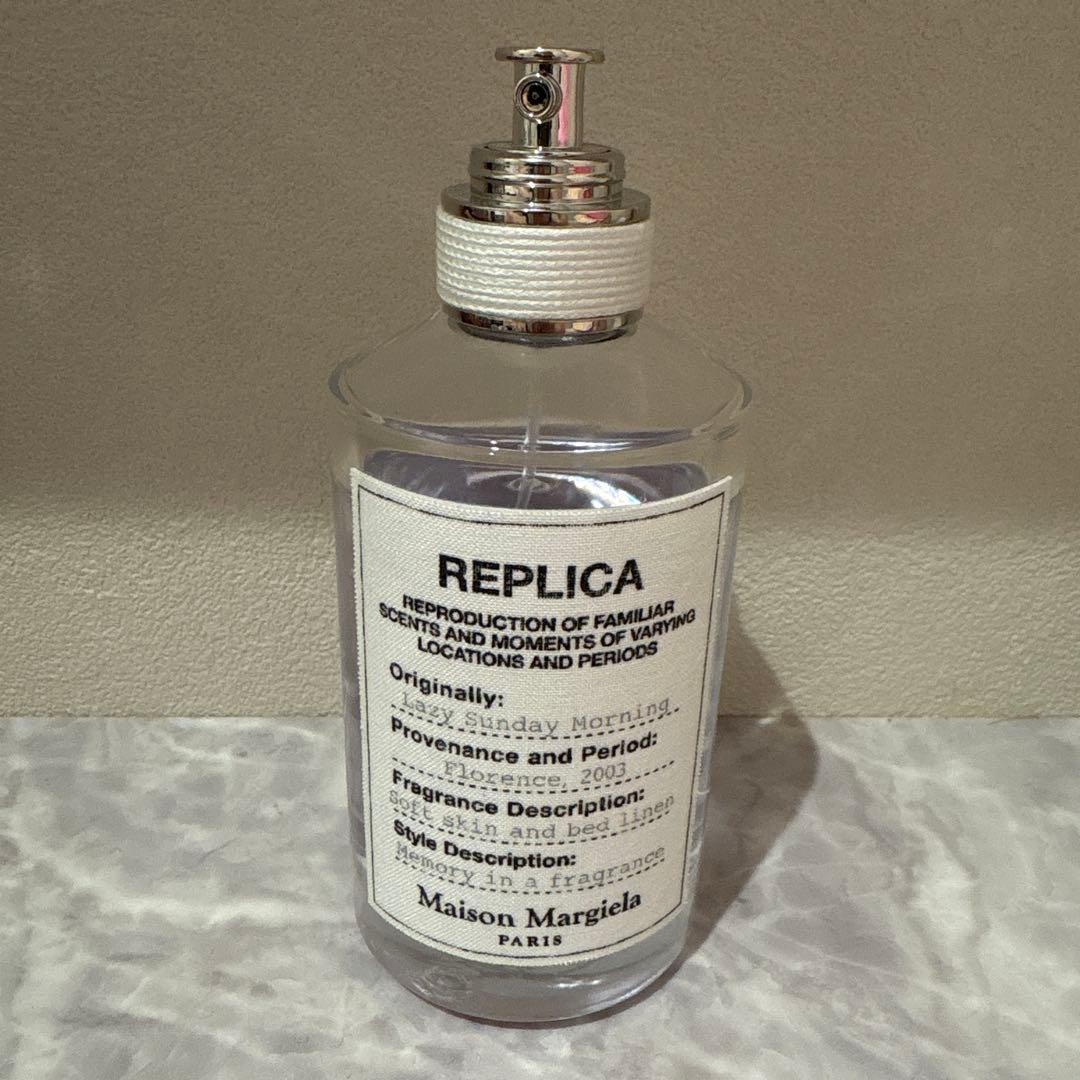 REPLICA
REPRODUCTION OF FAMILIAR
SCENTS AND MOMENTS OF VARYING
LOCATIONS AND PERIODS
Originally:
Lazy Sunday Morning
Provenance and Period:
Florence, 2003
Fragrance Description:
Soft skin and bed linen
Style Description:
Memory in a fragrance
Maison Margiela
PARIS